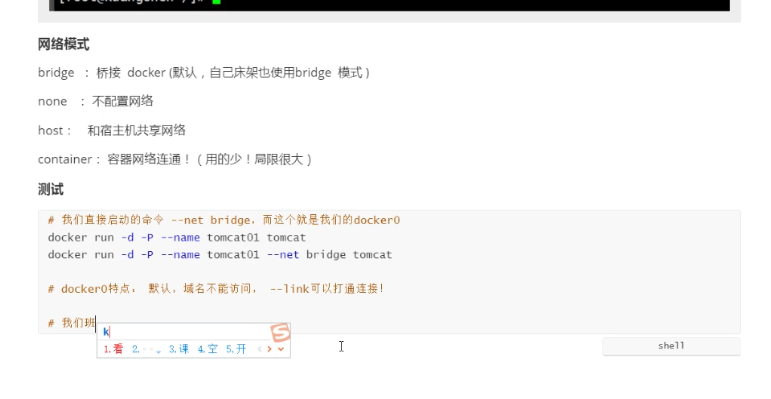 网络模式
bridge ： 桥接 docker (默认，自己床架也使用bridge 模式）
none ： 不配置网络
host： 和宿主机共享网络
container：容器网络连通！（用的少！局限很大）
测试
# 我们直接启动的命令 --net bridge，而这个就是我们的docker0
docker run -d -P --name tomcat01 tomcat
docker run -d -P --name tomcat01 --net bridge tomcat
# docker0特点， 默认，域名不能访问， --link可以打通连接！
# 我们班
k
1.看 2.--。 3.课 4.空 5.开
shell